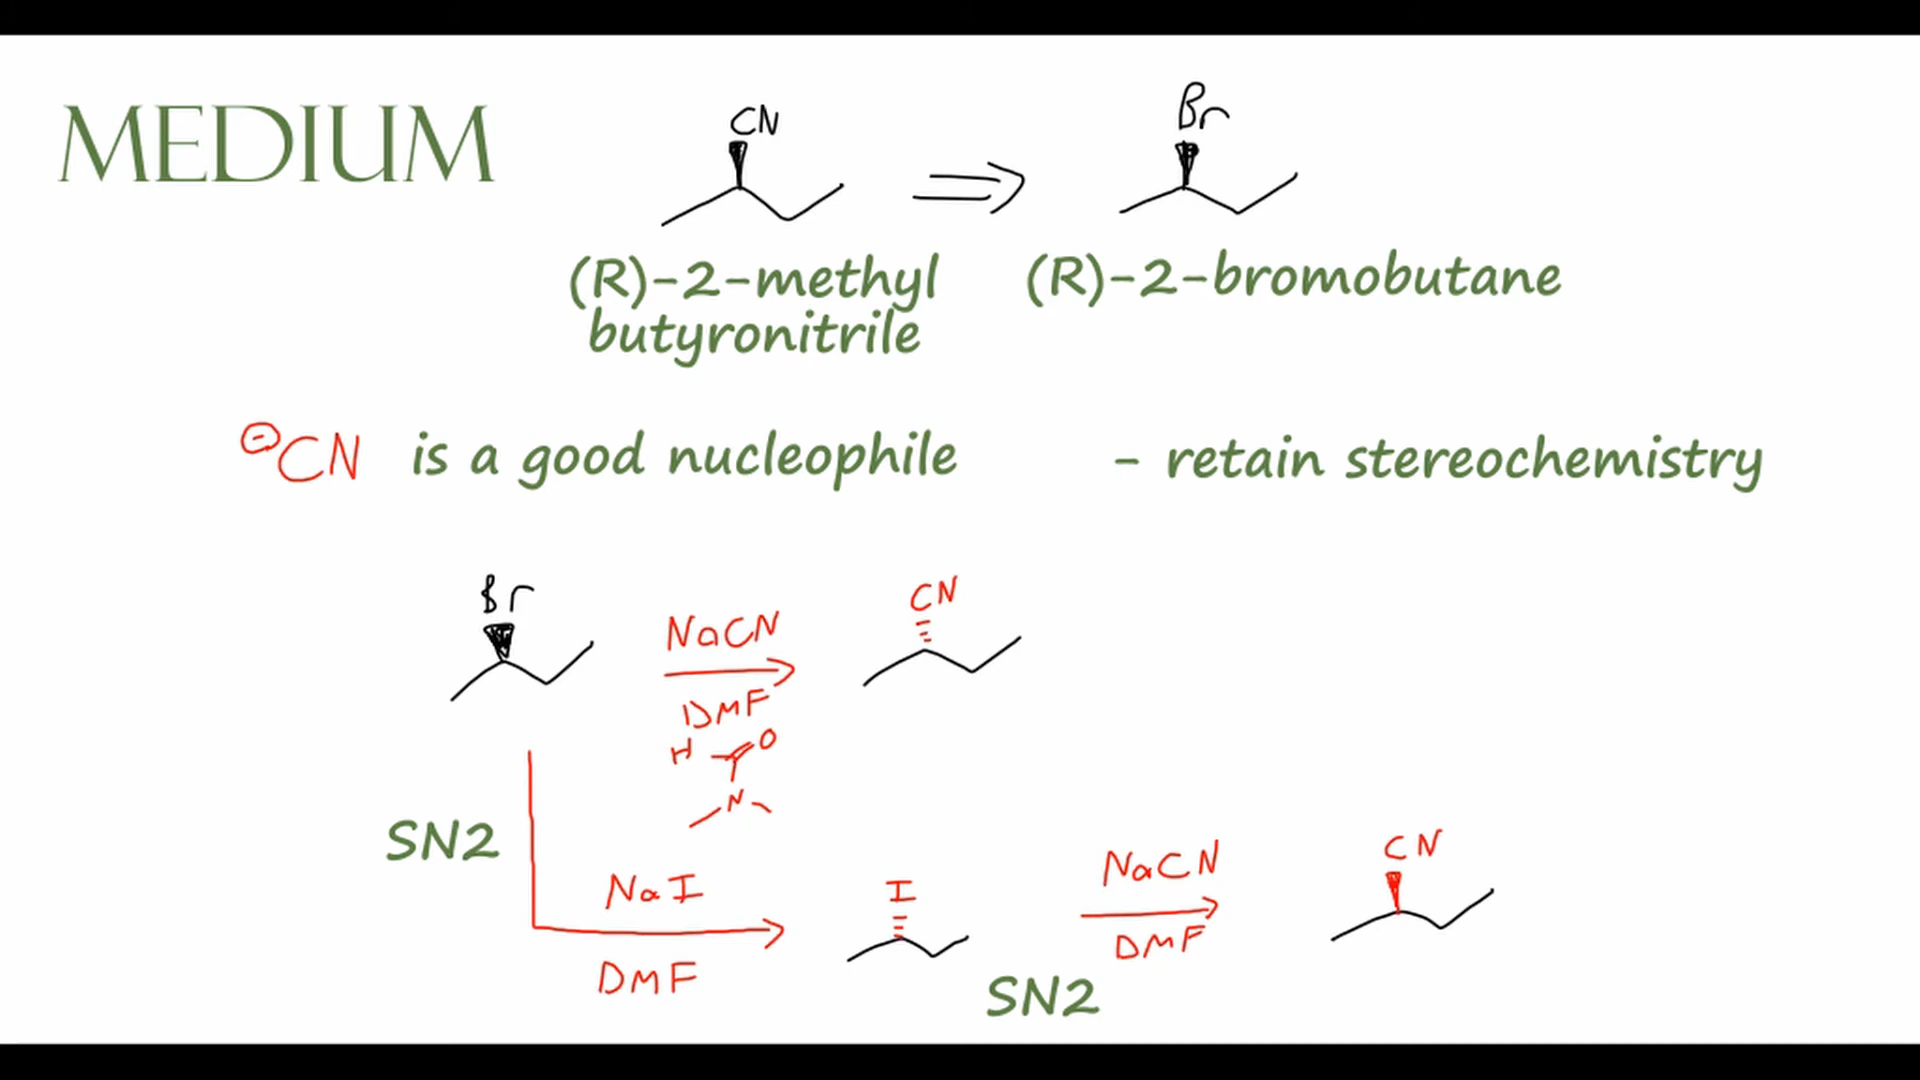 MEDIUM
CN
Br
(R)-2-methyl
butyronitrile
(R)-2-bromobutane
⊖CN is a good nucleophile
- retain stereochemistry
Br
NaCN
DMF
H
O
N
CN
SN2
NaI
DMF
I
SN2
NaCN
DMF
CN